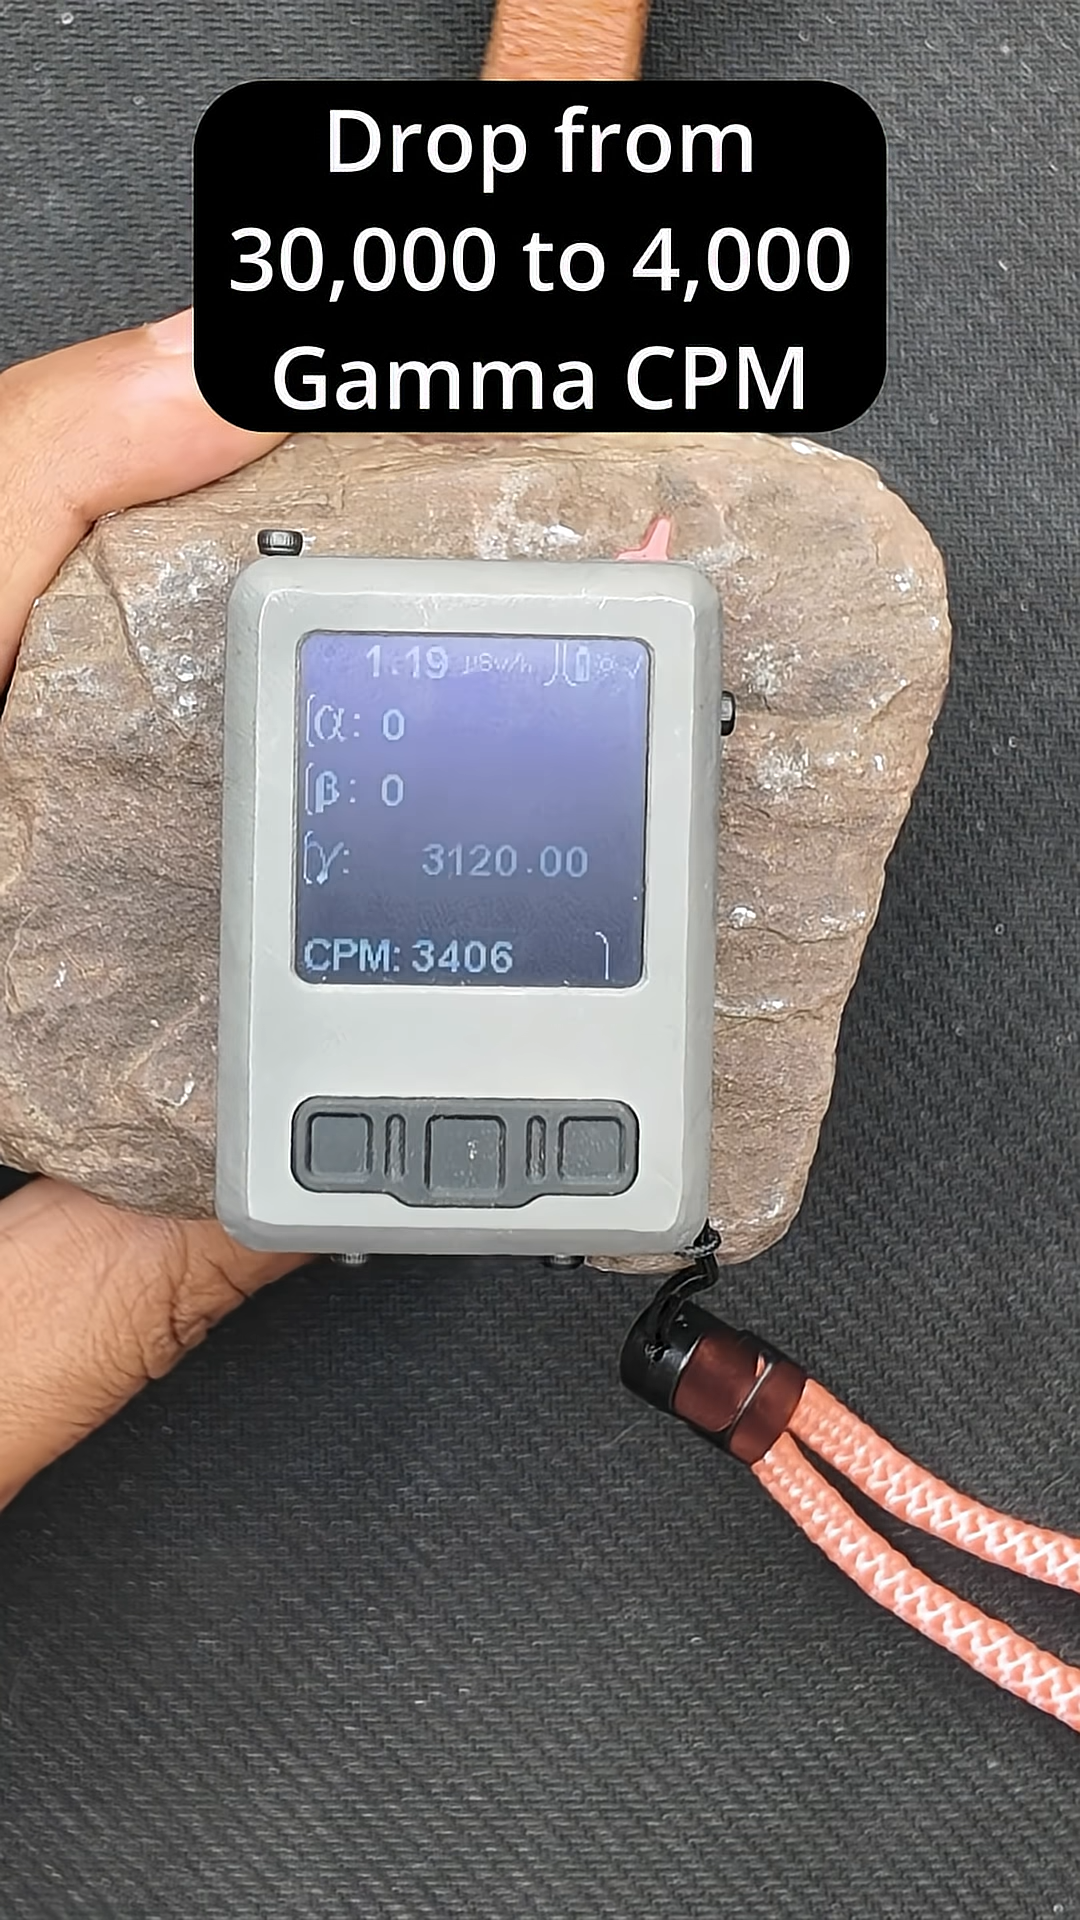 Drop from
30,000 to 4,000
Gamma CPM
1.19 µSv/h
α: 0
β: 0
γ: 3120.00
CPM: 3406